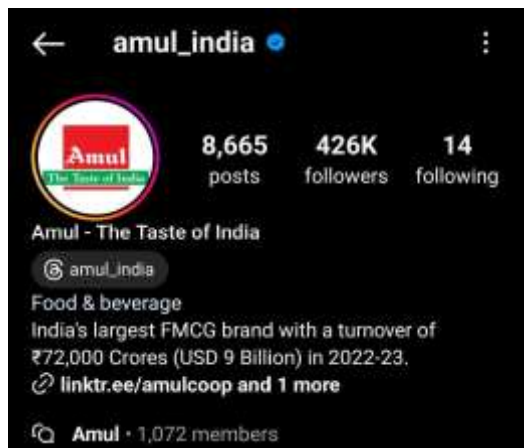 amul_india
Amul
The Taste of India
8,665 426K 14
posts followers following
Amul - The Taste of India
amul_india
Food & beverage
India's largest FMCG brand with a turnover of
₹72,000 Crores (USD 9 Billion) in 2022-23.
linktr.ee/amulcoop and 1 more
Amul · 1,072 members